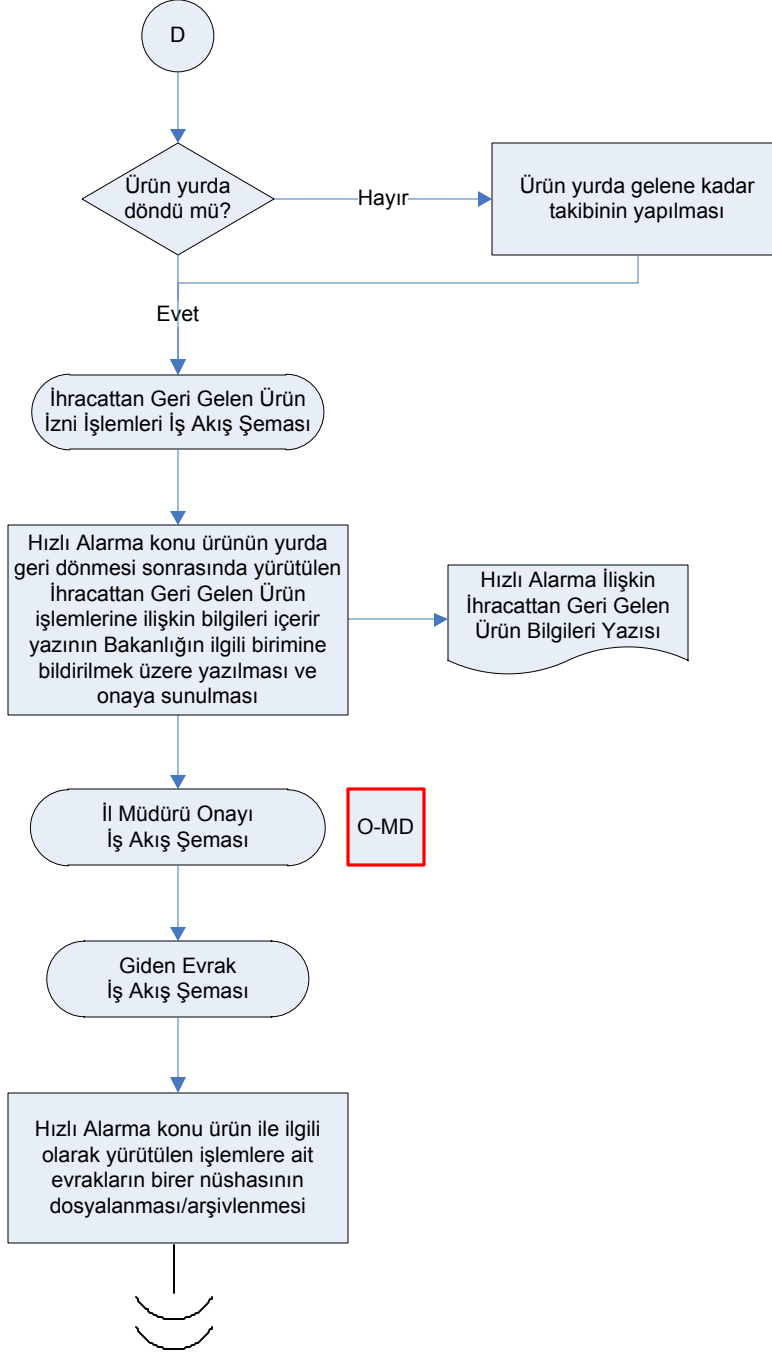 D
Ürün yurda
döndü mü?
Hayır
Ürün yurda gelene kadar
takibinin yapılması
Evet
İhracattan Geri Gelen Ürün
İzni İşlemleri İş Akış Şeması
Hızlı Alarma konu ürünün yurda
geri dönmesi sonrasında yürütülen
İhracattan Geri Gelen Ürün
işlemlerine ilişkin bilgileri içerir
yazının Bakanlığın ilgili birimine
bildirilmek üzere yazılması ve
onaya sunulması
Hızlı Alarma İlişkin
İhracattan Geri Gelen
Ürün Bilgileri Yazısı
İl Müdürü Onayı
İş Akış Şeması
O-MD
Giden Evrak
İş Akış Şeması
Hızlı Alarma konu ürün ile ilgili
olarak yürütülen işlemlere ait
evrakların birer nüshasının
dosyalanması/arşivlenmesi